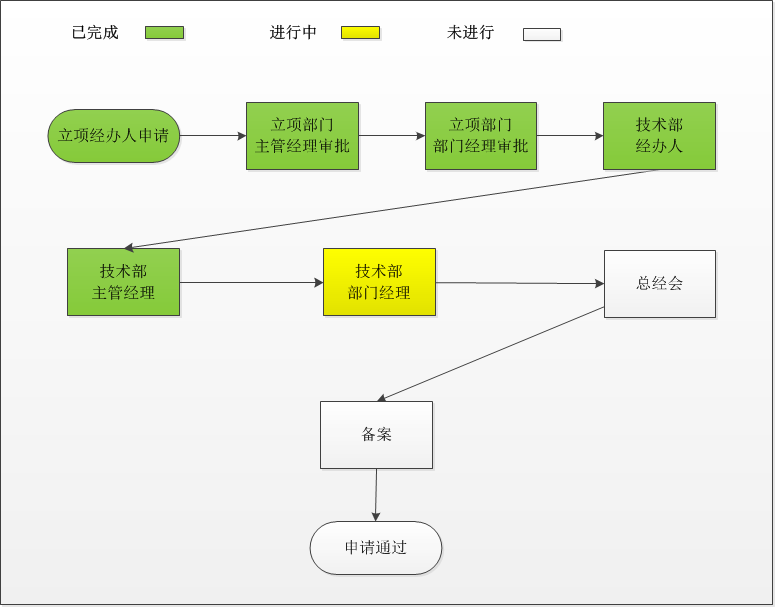 已完成
进行中
未进行
立项经办人申请
立项部门
主管经理审批
立项部门
部门经理审批
技术部
经办人
技术部
主管经理
技术部
部门经理
总经会
备案
申请通过